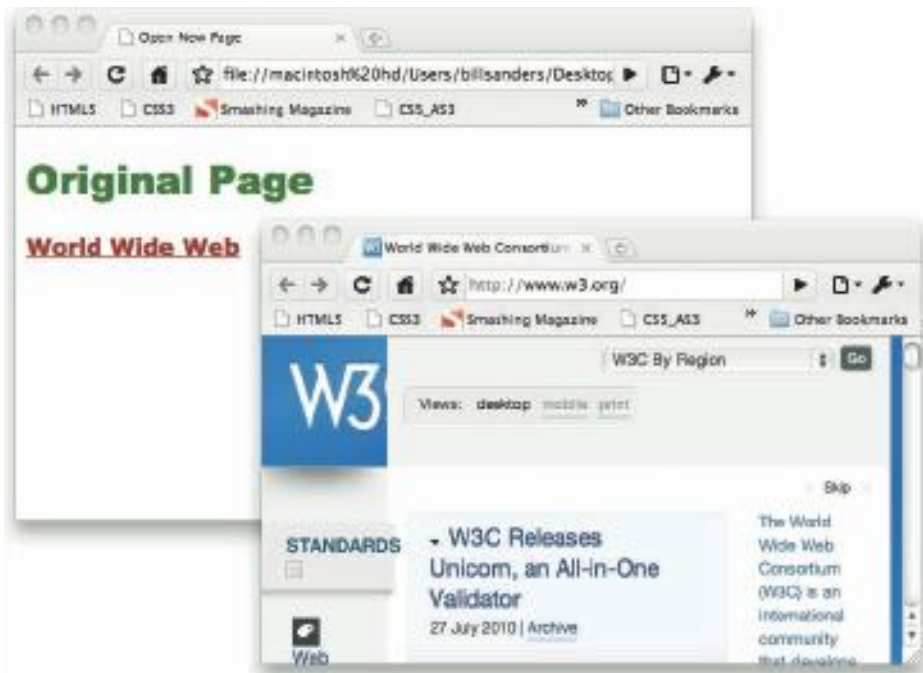 Open New Page
file://macintosh%20hd/Users/billsanders/Desktop
HTML5 CSS3 Smashing Magazine CSS_AS3 » Other Bookmarks
Original Page
World Wide Web
World Wide Web Consortium
http://www.w3.org/
HTML5 CSS3 Smashing Magazine CSS_AS3 » Other Bookmarks
W3C By Region Go
W3
Views: desktop mobile print
Skip
STANDARDS
W3C Releases
Unicorn, an All-in-One
Validator
27 July 2010 | Archive
Web
The World
Wide Web
Consortium
(W3C) is an
international
community
that develops